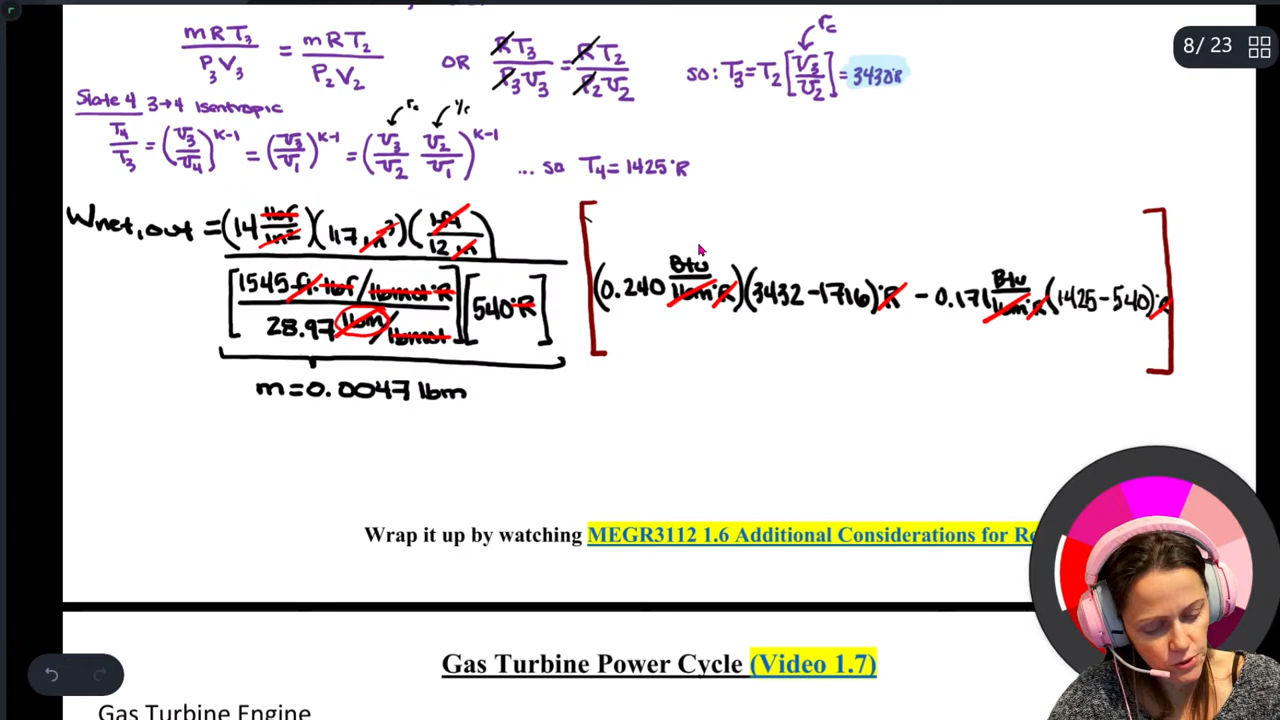 8 / 23
mRT₃/P₃V₃ = mRT₂/P₂V₂ OR RT₃/P₃v₃ = RT₂/P₂v₂ so: T₃ = T₂ [v₃/v₂] = 3430°R
rc
State 4 3→4 Isentropic
rc 1/r
T₄/T₃ = (v₃/v₄)^K-1 = (v₃/v₁)^K-1 = (v₃/v₂ v₂/v₁)^K-1 ... so T₄ = 1425°R
Wnet, out = (14 lbf/in²)(117 in³)(1ft/12 in)
[1545 ft·lbf/lbmol·R / 28.97 lbm/lbmol] [540°R]
[(0.240 Btu/lbm°R)(3432 - 1716)°R - 0.171 Btu/lbm°R (1425 - 540)°R]
m = 0.0047 lbm
Wrap it up by watching MEGR3112 1.6 Additional Considerations for Re
Gas Turbine Power Cycle (Video 1.7)
Gas Turbine Engine